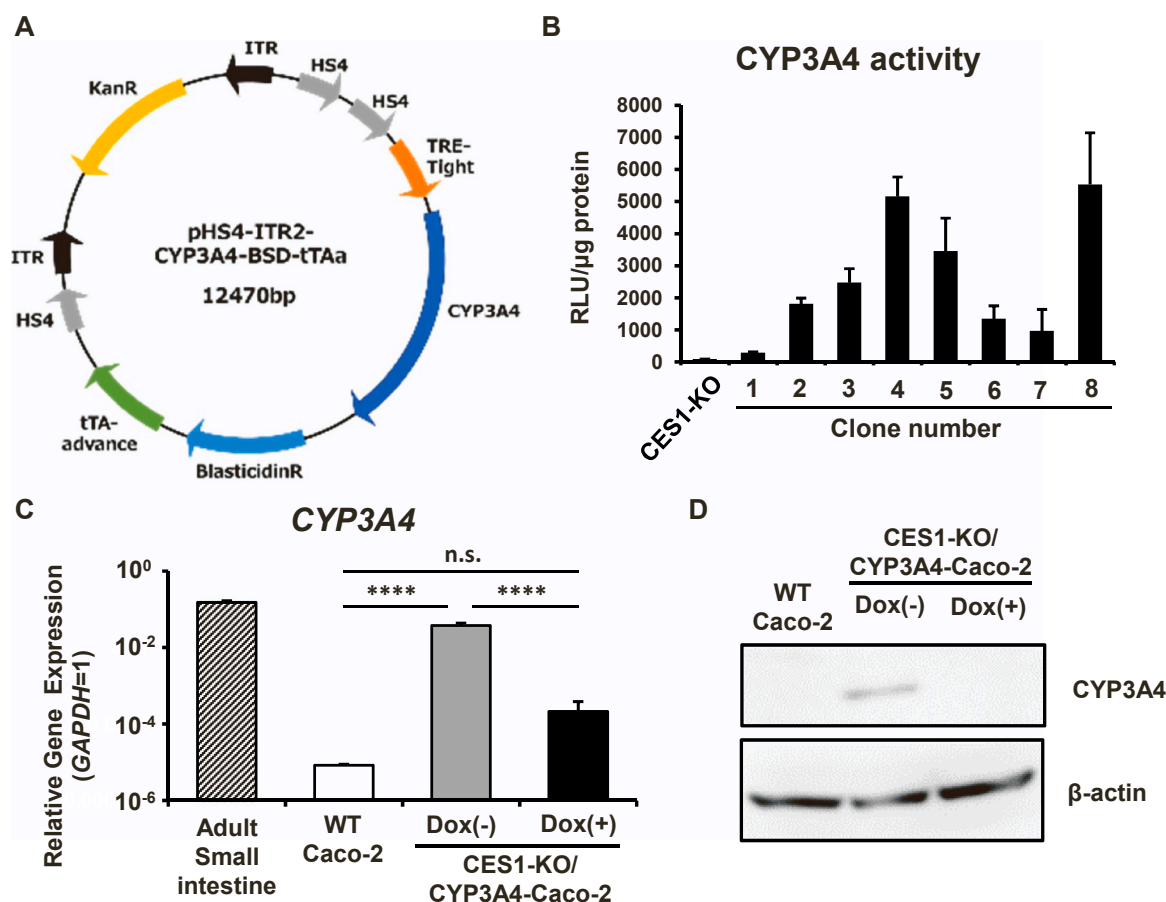 A
ITR
HS4
HS4
KanR
TRE-
Tight
pHS4-ITR2-
CYP3A4-BSD-tTAa
12470bp
ITR
HS4
CYP3A4
tTA-
advance
BlasticidinR
B
CYP3A4 activity
RLU/µg protein
8000
7000
6000
5000
4000
3000
2000
1000
0
CES1-KO
1 2 3 4 5 6 7 8
Clone number
C
CYP3A4
Relative Gene Expression
(GAPDH=1)
10⁰
10⁻²
10⁻⁴
10⁻⁶
n.s.
**** ****
Adult
Small
intestine
WT
Caco-2
Dox(-) Dox(+)
CES1-KO/
CYP3A4-Caco-2
D
CES1-KO/
CYP3A4-Caco-2
WT
Caco-2
Dox(-) Dox(+)
CYP3A4
β-actin